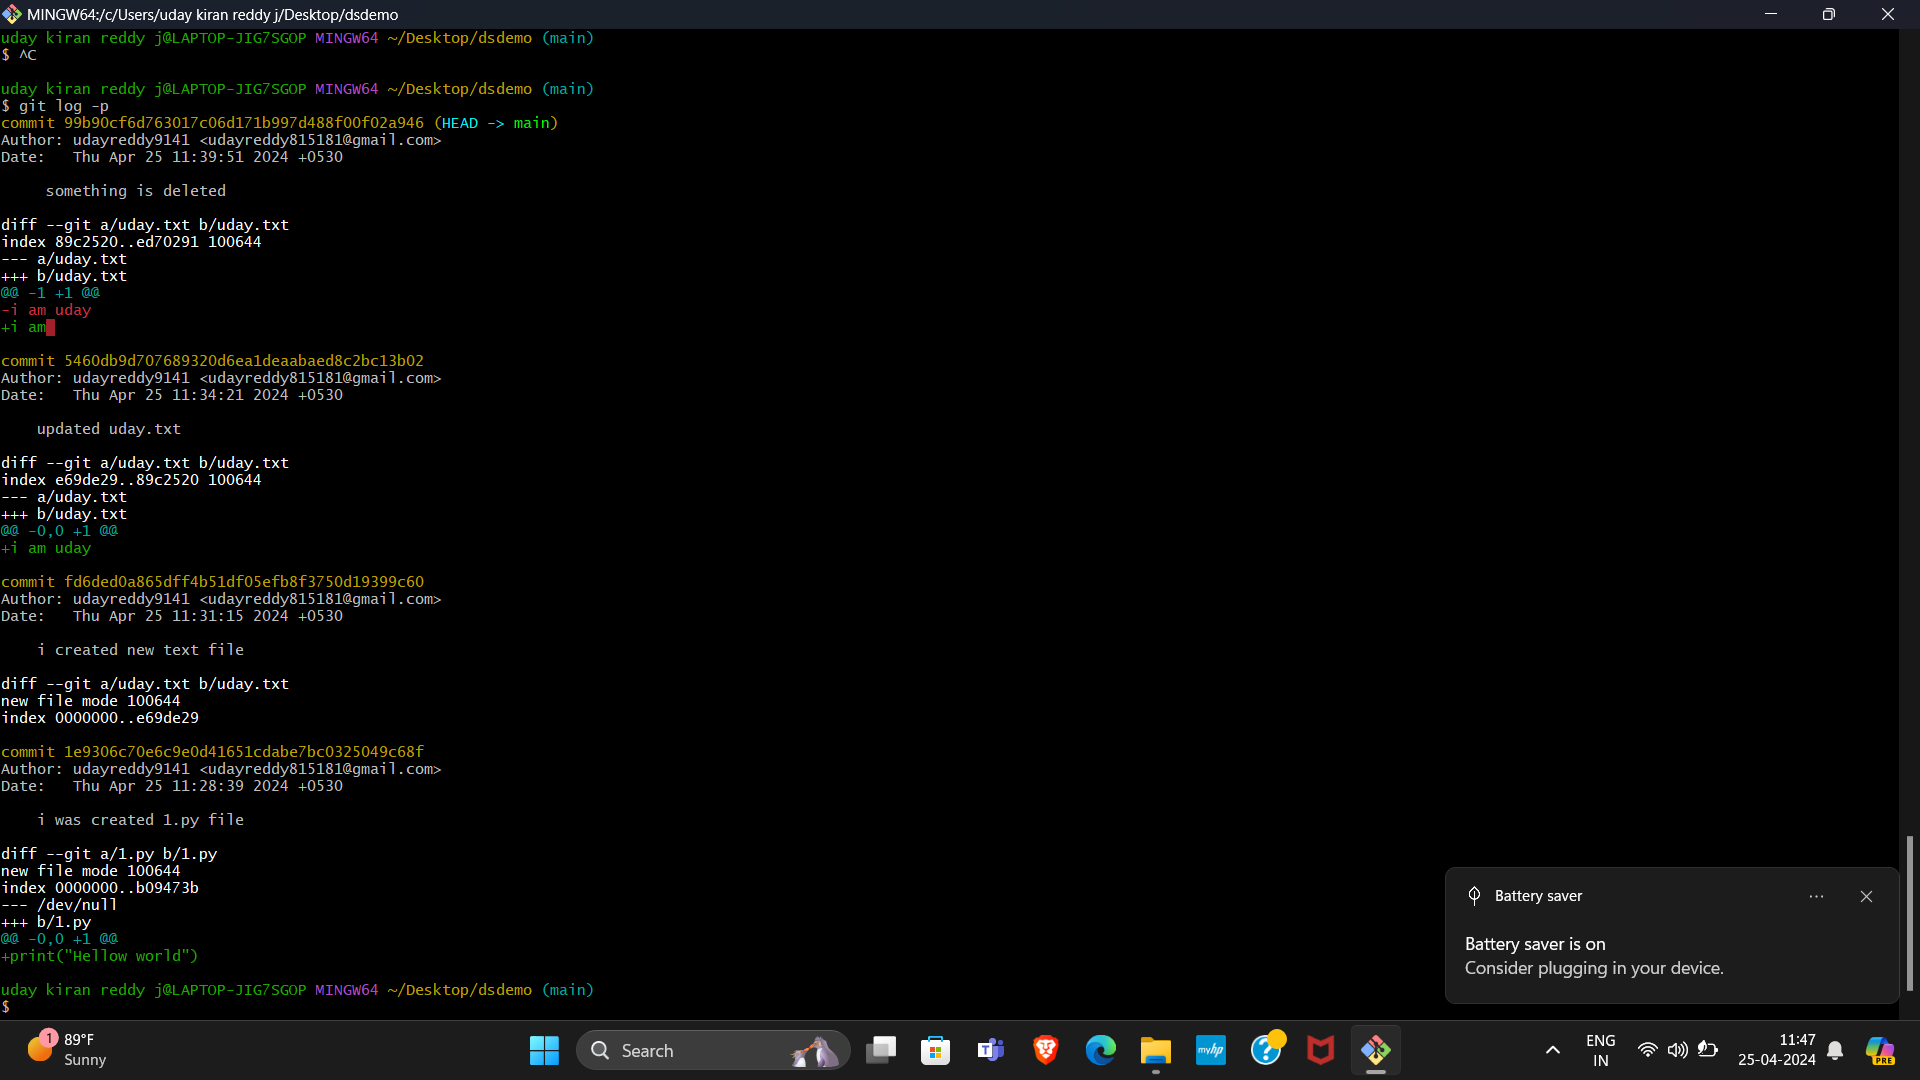 MINGW64:/c/Users/uday kiran reddy j/Desktop/dsdemo
uday kiran reddy j@LAPTOP-JIG7SGOP MINGW64 ~/Desktop/dsdemo (main)
$ ^C
uday kiran reddy j@LAPTOP-JIG7SGOP MINGW64 ~/Desktop/dsdemo (main)
$ git log -p
commit 99b90cf6d763017c06d171b997d488f00f02a946 (HEAD -> main)
Author: udayreddy9141 <udayreddy815181@gmail.com>
Date:   Thu Apr 25 11:39:51 2024 +0530
     something is deleted
diff --git a/uday.txt b/uday.txt
index 89c2520..ed70291 100644
--- a/uday.txt
+++ b/uday.txt
@@ -1 +1 @@
-i am uday
+i am
commit 5460db9d707689320d6ea1deaabaed8c2bc13b02
Author: udayreddy9141 <udayreddy815181@gmail.com>
Date:   Thu Apr 25 11:34:21 2024 +0530
    updated uday.txt
diff --git a/uday.txt b/uday.txt
index e69de29..89c2520 100644
--- a/uday.txt
+++ b/uday.txt
@@ -0,0 +1 @@
+i am uday
commit fd6ded0a865dff4b51df05efb8f3750d19399c60
Author: udayreddy9141 <udayreddy815181@gmail.com>
Date:   Thu Apr 25 11:31:15 2024 +0530
    i created new text file
diff --git a/uday.txt b/uday.txt
new file mode 100644
index 0000000..e69de29
commit 1e9306c70e6c9e0d41651cdabe7bc0325049c68f
Author: udayreddy9141 <udayreddy815181@gmail.com>
Date:   Thu Apr 25 11:28:39 2024 +0530
    i was created 1.py file
diff --git a/1.py b/1.py
new file mode 100644
index 0000000..b09473b
--- /dev/null
+++ b/1.py
@@ -0,0 +1 @@
+print("Hellow world")
uday kiran reddy j@LAPTOP-JIG7SGOP MINGW64 ~/Desktop/dsdemo (main)
$
Battery saver
Battery saver is on
Consider plugging in your device.
1
89°F
Sunny
Search
myhp
ENG
IN
11:47
25-04-2024
PRE